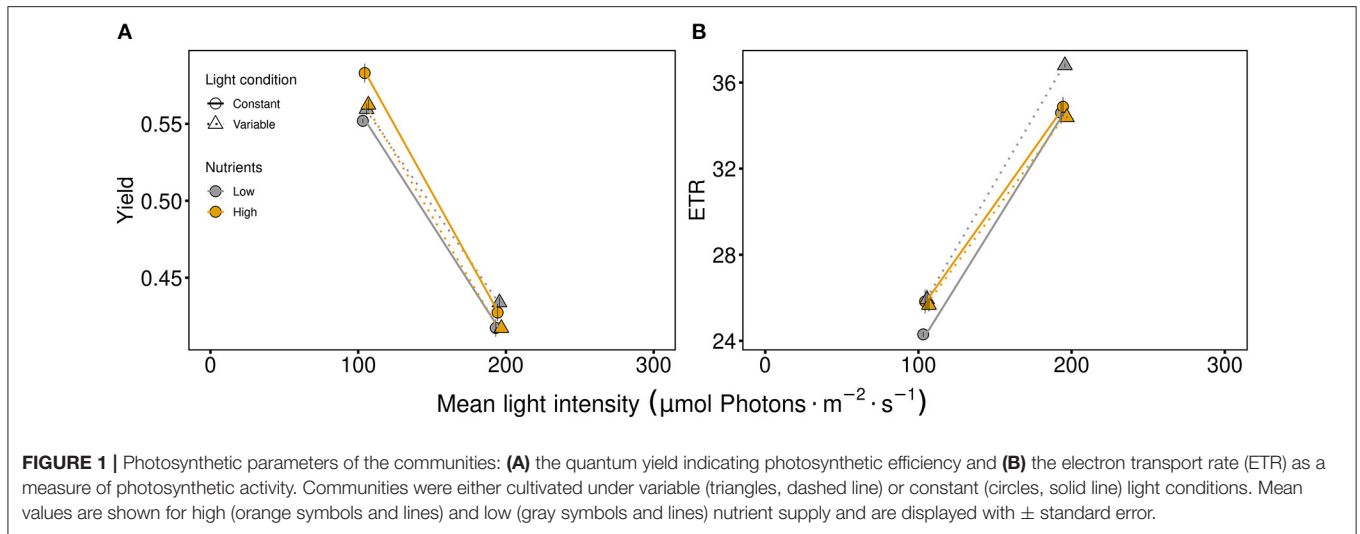 A
B
Light condition
Constant
Variable
Nutrients
Low
High
Yield
0.55
0.50
0.45
0
100
200
300
ETR
36
32
28
24
0
100
200
300
Mean light intensity (µmol Photons · m⁻² · s⁻¹)
FIGURE 1 | Photosynthetic parameters of the communities: (A) the quantum yield indicating photosynthetic efficiency and (B) the electron transport rate (ETR) as a
measure of photosynthetic activity. Communities were either cultivated under variable (triangles, dashed line) or constant (circles, solid line) light conditions. Mean
values are shown for high (orange symbols and lines) and low (gray symbols and lines) nutrient supply and are displayed with ± standard error.